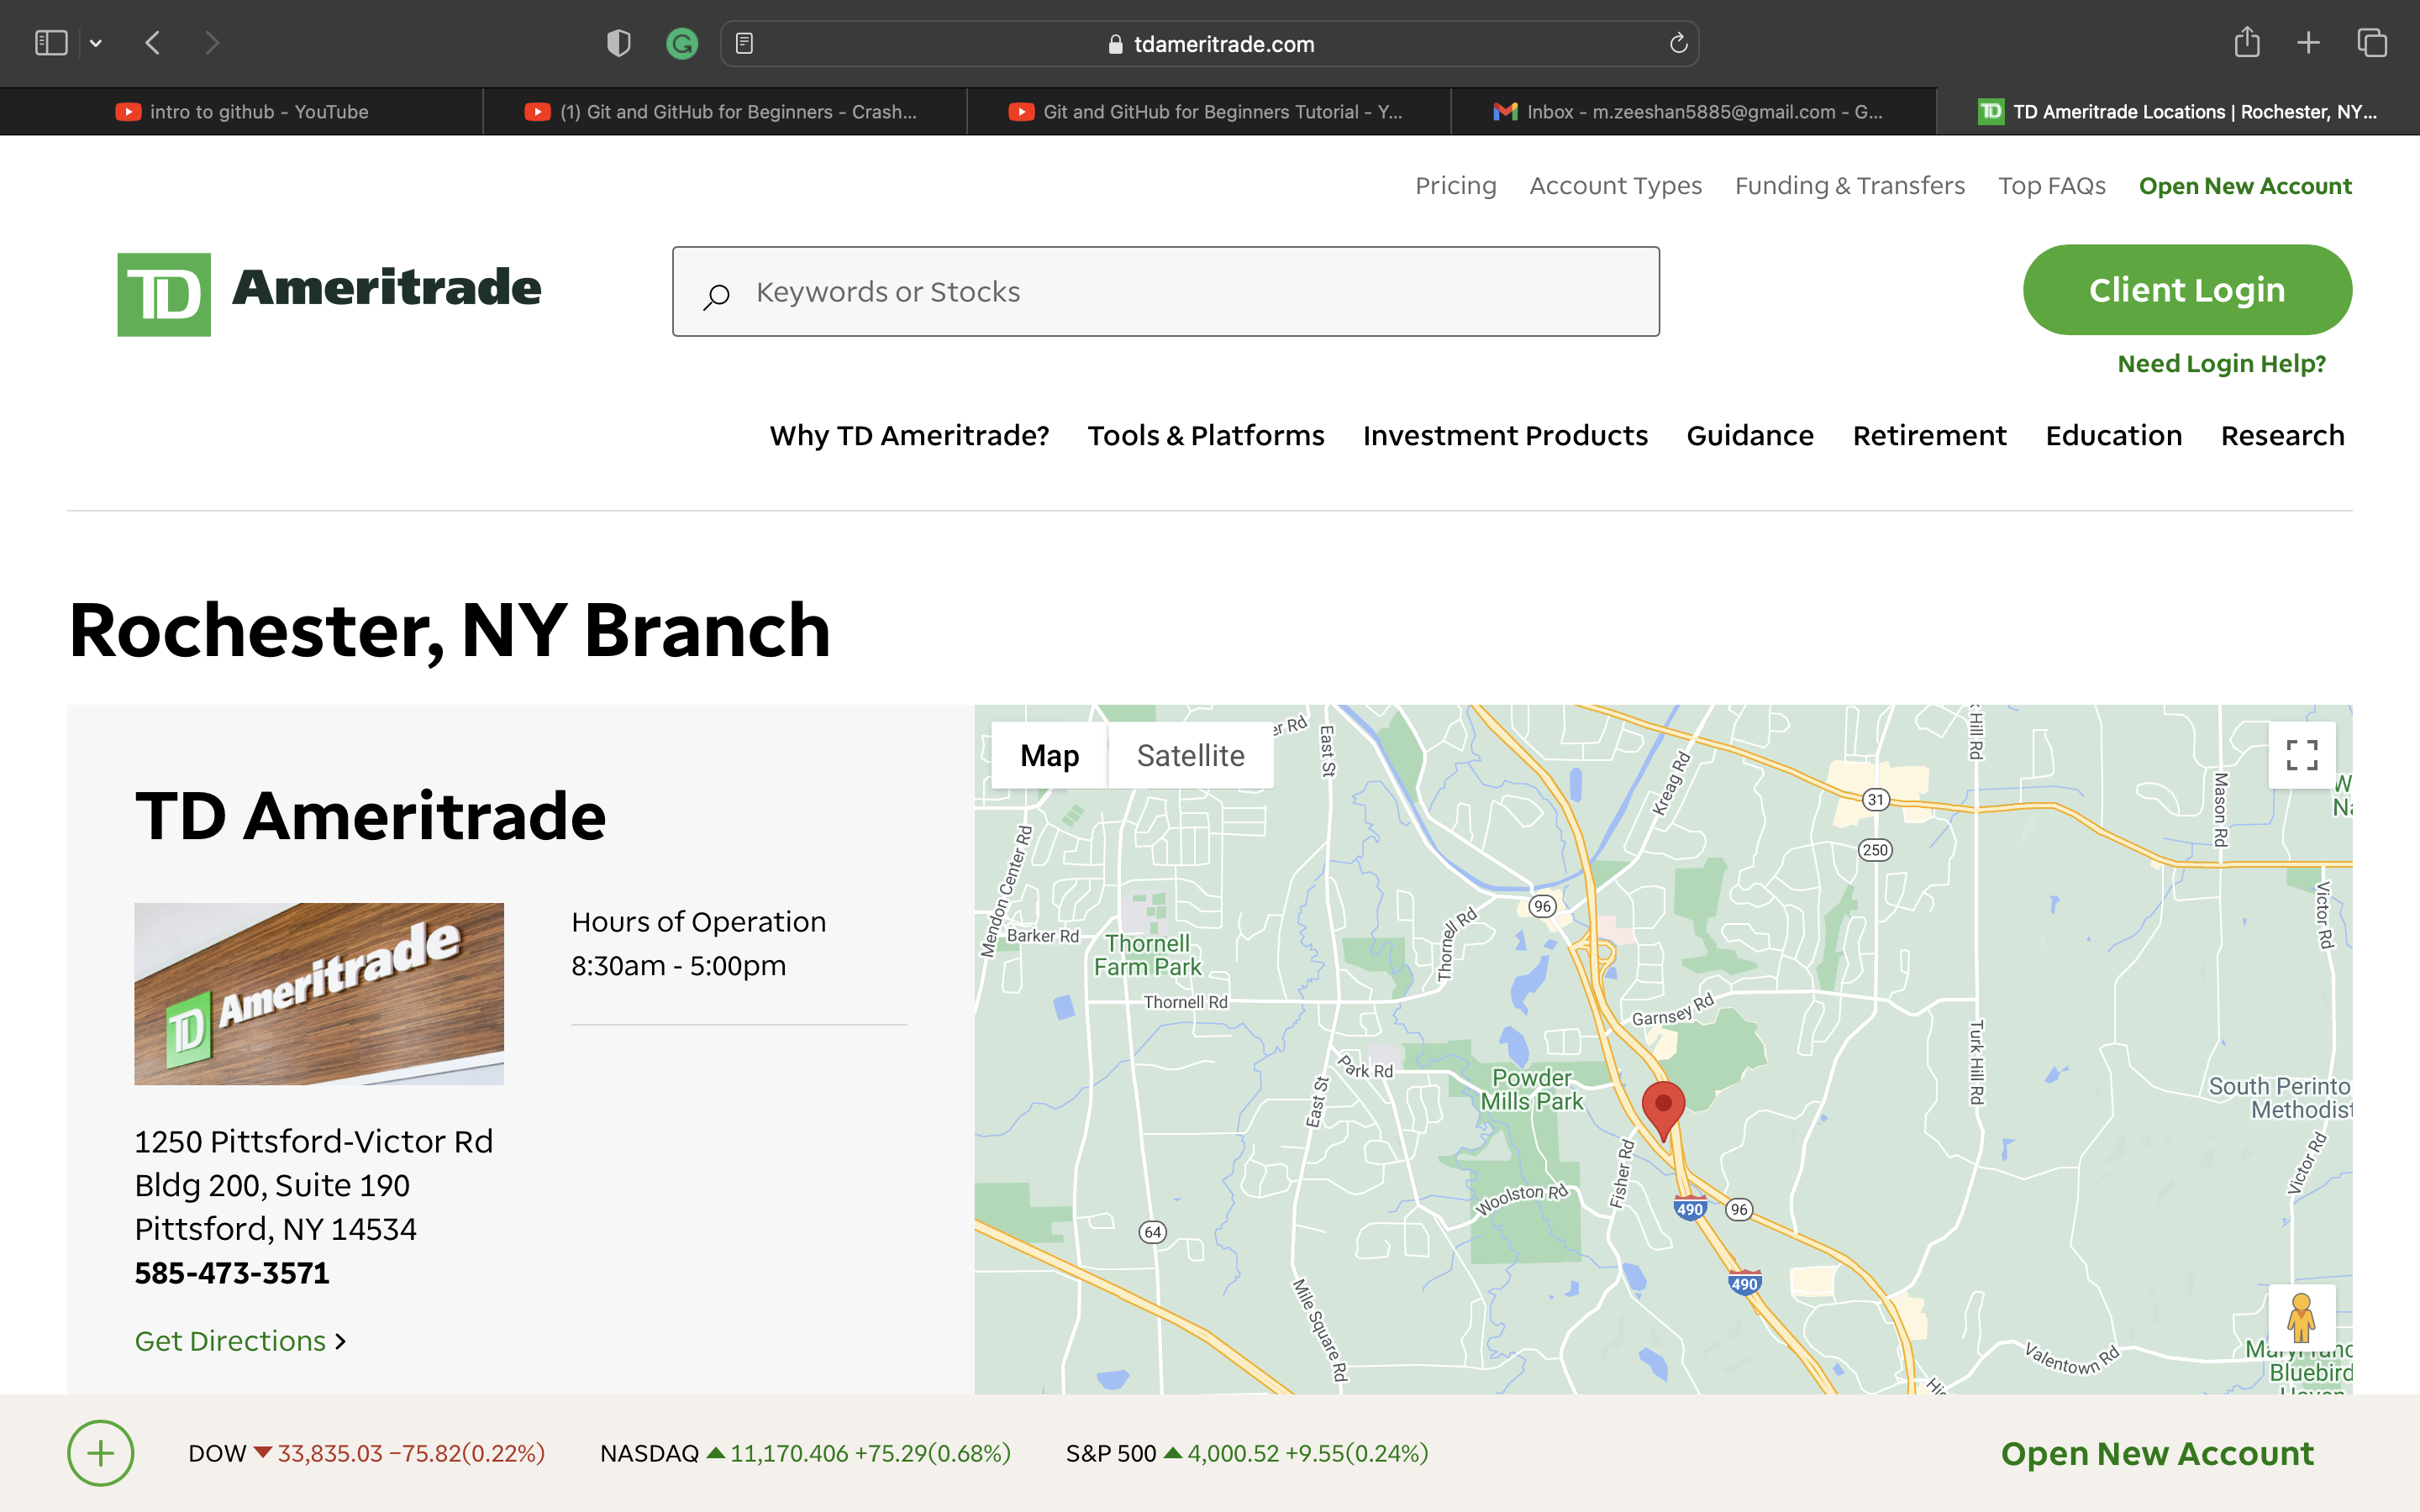 tdameritrade.com
intro to github - YouTube
(1) Git and GitHub for Beginners - Crash...
Git and GitHub for Beginners Tutorial - Y...
Inbox - m.zeeshan5885@gmail.com - G...
TD Ameritrade Locations | Rochester, NY...
Pricing Account Types Funding & Transfers Top FAQs Open New Account
TD Ameritrade
Keywords or Stocks
Client Login
Need Login Help?
Why TD Ameritrade? Tools & Platforms Investment Products Guidance Retirement Education Research
Rochester, NY Branch
TD Ameritrade
TD Ameritrade
Hours of Operation
8:30am - 5:00pm
1250 Pittsford-Victor Rd
Bldg 200, Suite 190
Pittsford, NY 14534
585-473-3571
Get Directions
Map Satellite
East St
Kreag Rd
31
250
Hill Rd
Mason Rd
Mendon Center Rd
Barker Rd
Thornell
Farm Park
Thornell Rd
96
Victor Rd
Thornell Rd
Garnsey Rd
Turk Hill Rd
Park Rd
East St
Powder
Mills Park
South Perinto
Methodist
Fisher Rd
Woolston Rd
Victor Rd
490
96
64
490
Mile Square Rd
Valentown Rd
Bluebird
DOW 33,835.03 −75.82(0.22%)
NASDAQ 11,170.406 +75.29(0.68%)
S&P 500 4,000.52 +9.55(0.24%)
Open New Account